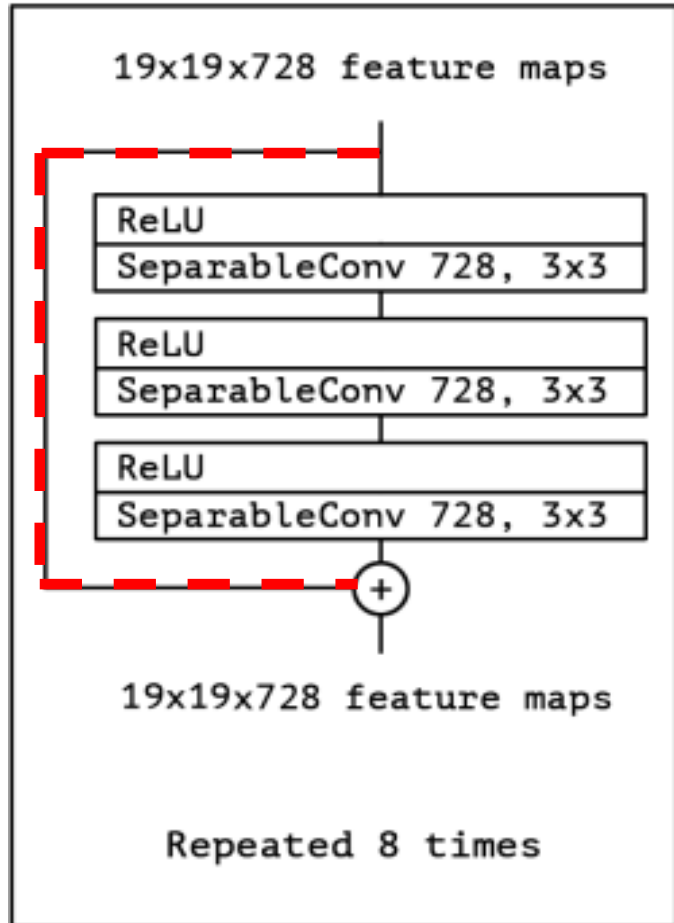 19x19x728 feature maps
ReLU
SeparableConv 728, 3x3
ReLU
SeparableConv 728, 3x3
ReLU
SeparableConv 728, 3x3
+
19x19x728 feature maps
Repeated 8 times